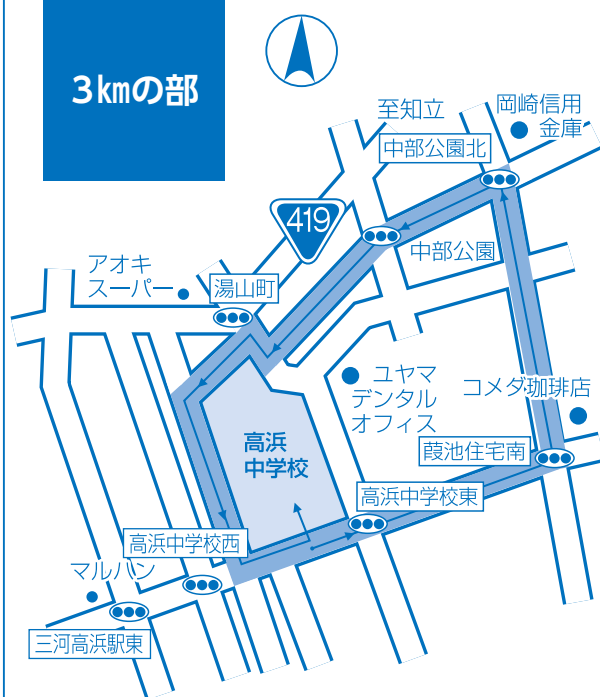 3㎞の部
至知立
岡崎信用
金庫
中部公園北
419
中部公園
アオキ
スーパー
湯山町
ユヤマ
デンタル
オフィス
コメダ珈琲店
高浜
中学校
葭池住宅南
高浜中学校東
高浜中学校西
マルハン
三河高浜駅東